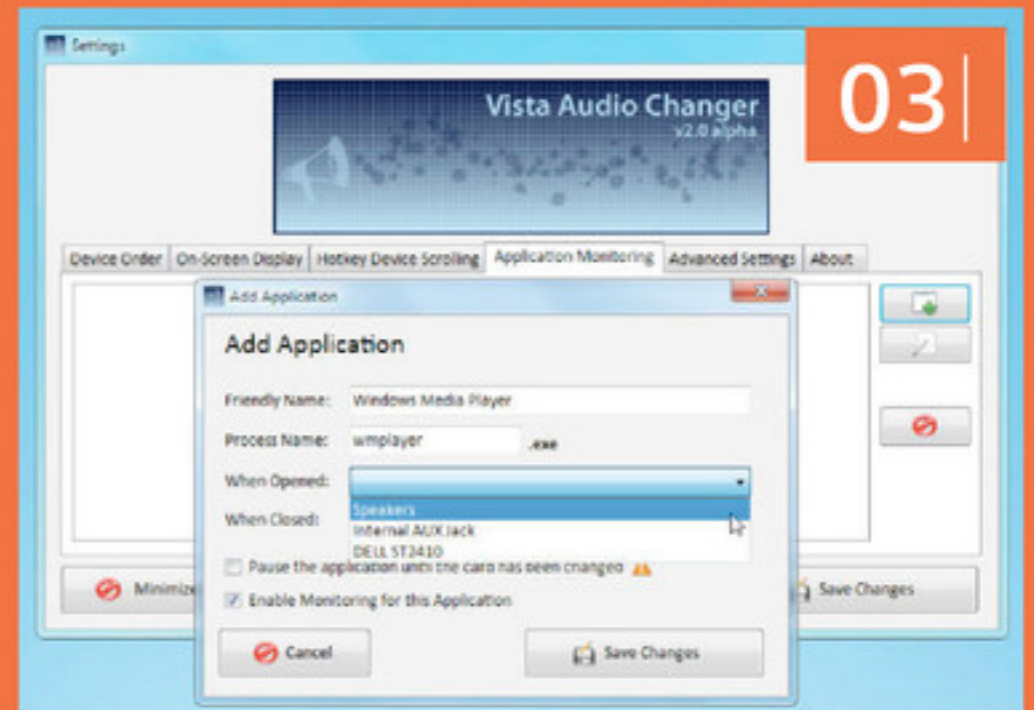 Settings
03
Vista Audio Changer
v2.0 alpha
Device Order On-Screen Display Hotkey Device Scrolling Application Monitoring Advanced Settings About
Add Application
Add Application
Friendly Name: Windows Media Player
Process Name: wmplayer .exe
When Opened:
Speakers
When Closed:
Internal AUX Jack
DELL ST2410
Pause the application until the card has been changed
Enable Monitoring for this Application
Minimize
Save Changes
Cancel Save Changes